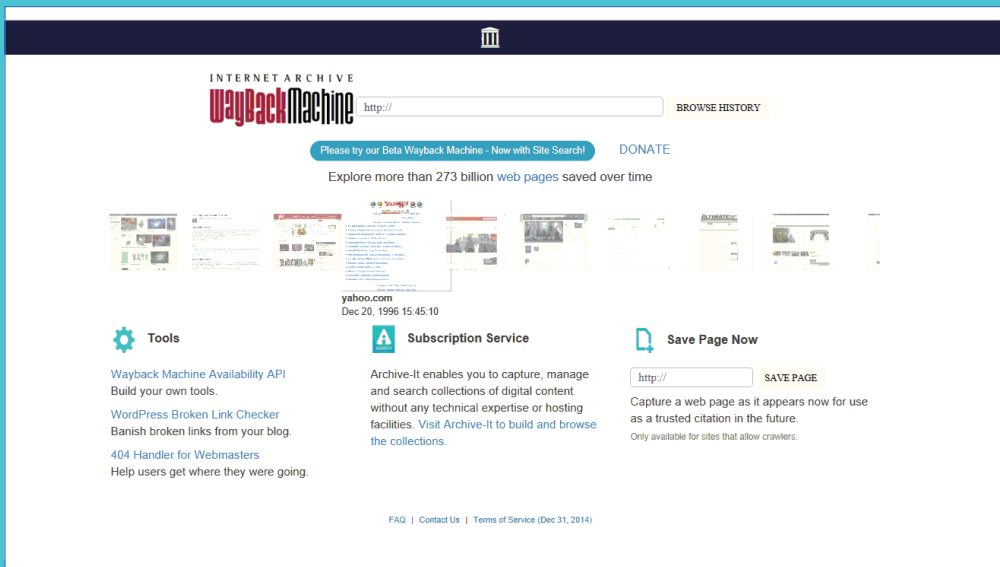 INTERNET ARCHIVE
WayBackMachine
http://
BROWSE HISTORY
Please try our Beta Wayback Machine - Now with Site Search!
DONATE
Explore more than 273 billion web pages saved over time
yahoo.com
Dec 20, 1996 15:45:10
Tools
Wayback Machine Availability API
Build your own tools.
WordPress Broken Link Checker
Banish broken links from your blog.
404 Handler for Webmasters
Help users get where they were going.
Subscription Service
Archive-It enables you to capture, manage
and search collections of digital content
without any technical expertise or hosting
facilities. Visit Archive-It to build and browse
the collections.
Save Page Now
http://
SAVE PAGE
Capture a web page as it appears now for use
as a trusted citation in the future.
Only available for sites that allow crawlers.
FAQ | Contact Us | Terms of Service (Dec 31, 2014)